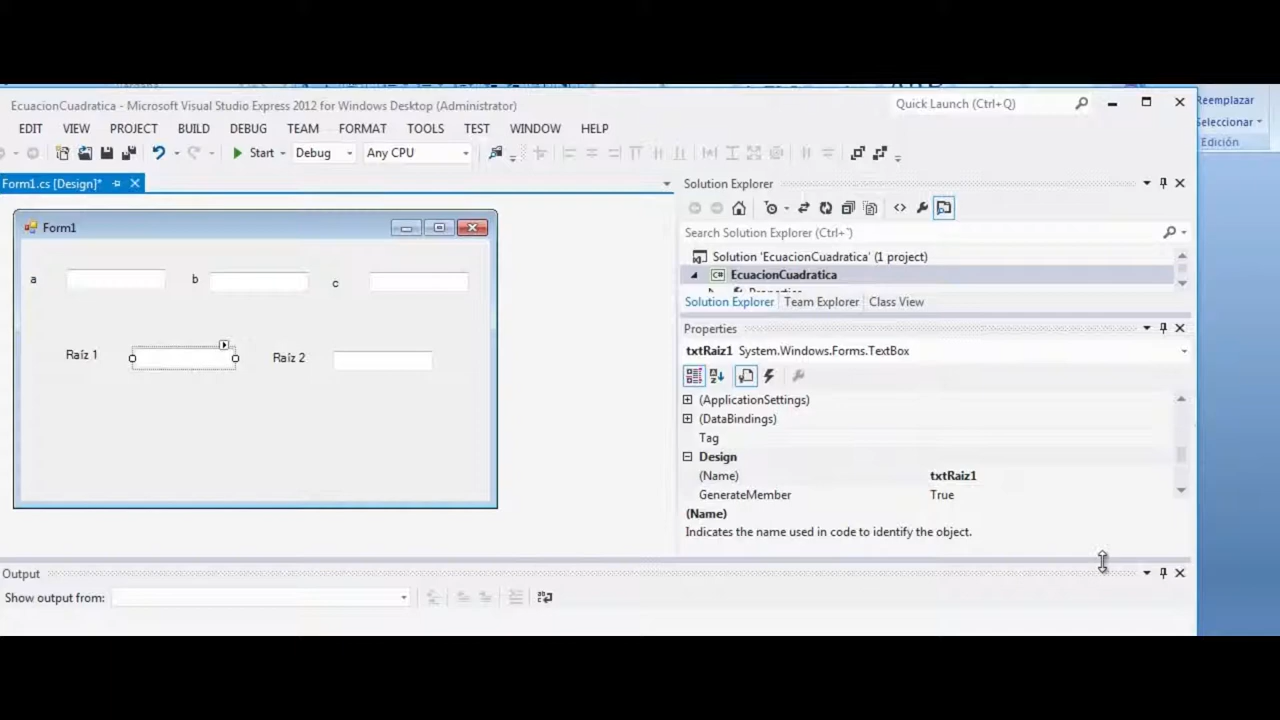 Reemplazar
EcuacionCuadratica - Microsoft Visual Studio Express 2012 for Windows Desktop (Administrator)
Quick Launch (Ctrl+Q)
Seleccionar
Edición
EDIT VIEW PROJECT BUILD DEBUG TEAM FORMAT TOOLS TEST WINDOW HELP
Start Debug Any CPU
Form1.cs [Design]*
Solution Explorer
Form1
Search Solution Explorer (Ctrl+¨)
Solution 'EcuacionCuadratica' (1 project)
C# EcuacionCuadratica
Properties
a b c
Solution Explorer Team Explorer Class View
Properties
txtRaiz1 System.Windows.Forms.TextBox
Raíz 1 Raíz 2
(ApplicationSettings)
(DataBindings)
Tag
Design
(Name) txtRaiz1
GenerateMember True
(Name)
Indicates the name used in code to identify the object.
Output
Show output from: